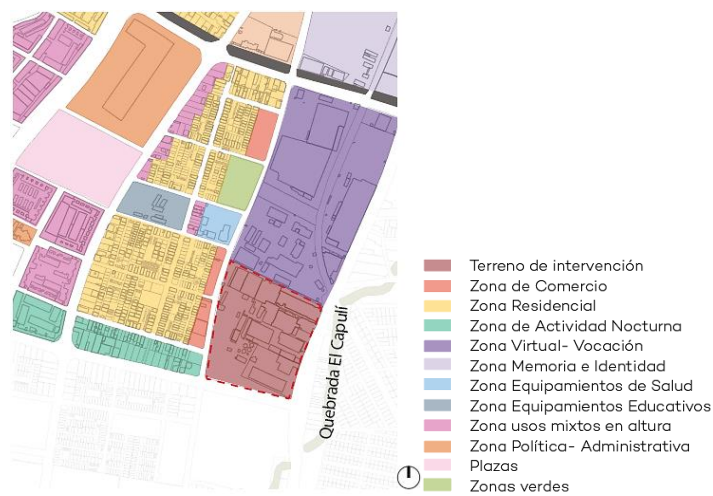 Quebrada El Capulí
Terreno de intervención
Zona de Comercio
Zona Residencial
Zona de Actividad Nocturna
Zona Virtual- Vocación
Zona Memoria e Identidad
Zona Equipamientos de Salud
Zona Equipamientos Educativos
Zona usos mixtos en altura
Zona Política- Administrativa
Plazas
Zonas verdes